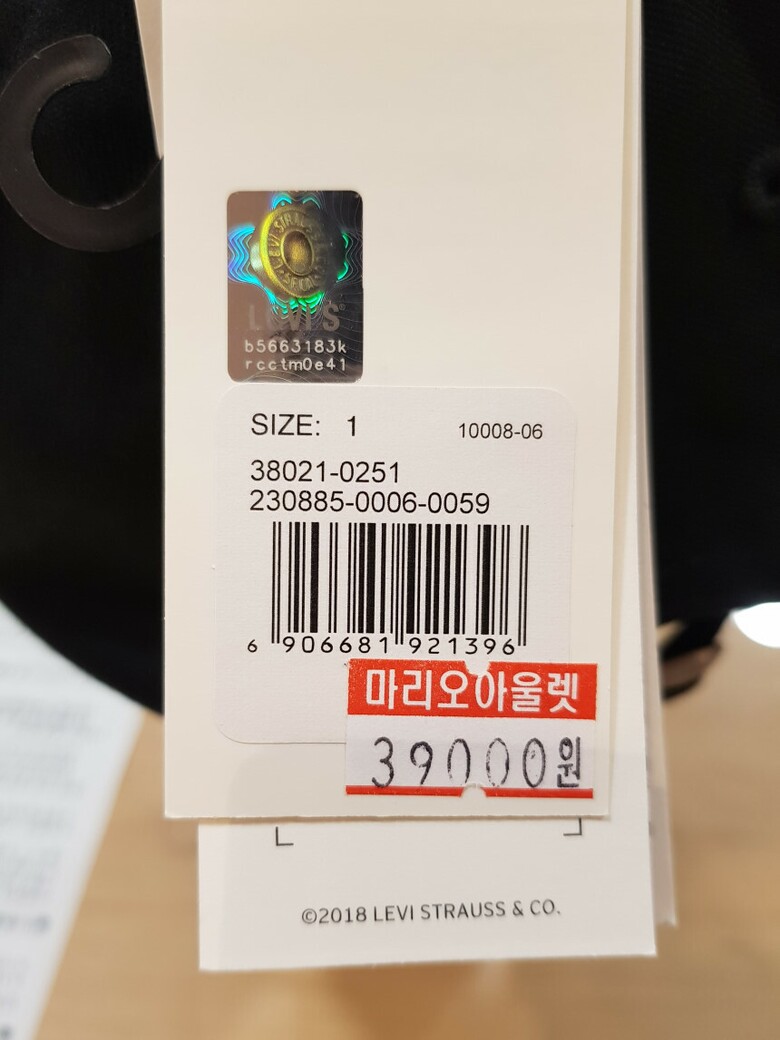 LEVI'S®
b5663183k
rcctm0e41
SIZE: 1 10008-06
38021-0251
230885-0006-0059
6 906681 921396
마리오아울렛
39000원
©2018 LEVI STRAUSS & CO.